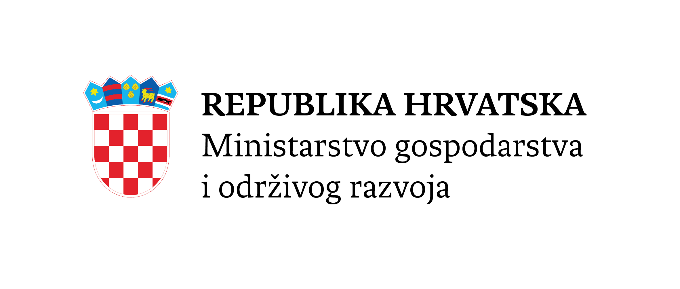 REPUBLIKA HRVATSKA
Ministarstvo gospodarstva
i održivog razvoja